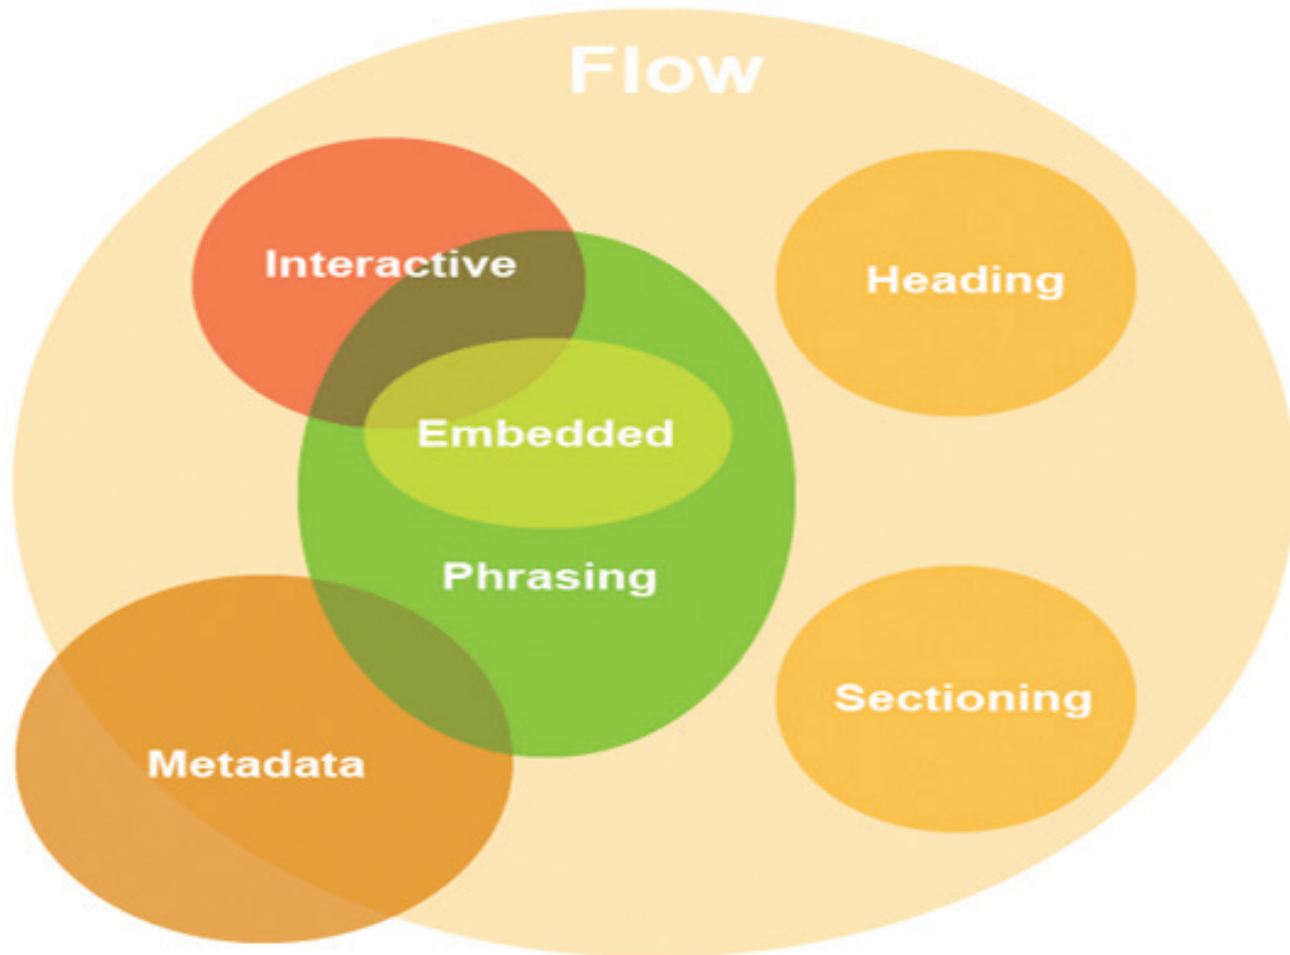 Flow
Interactive
Heading
Embedded
Phrasing
Sectioning
Metadata